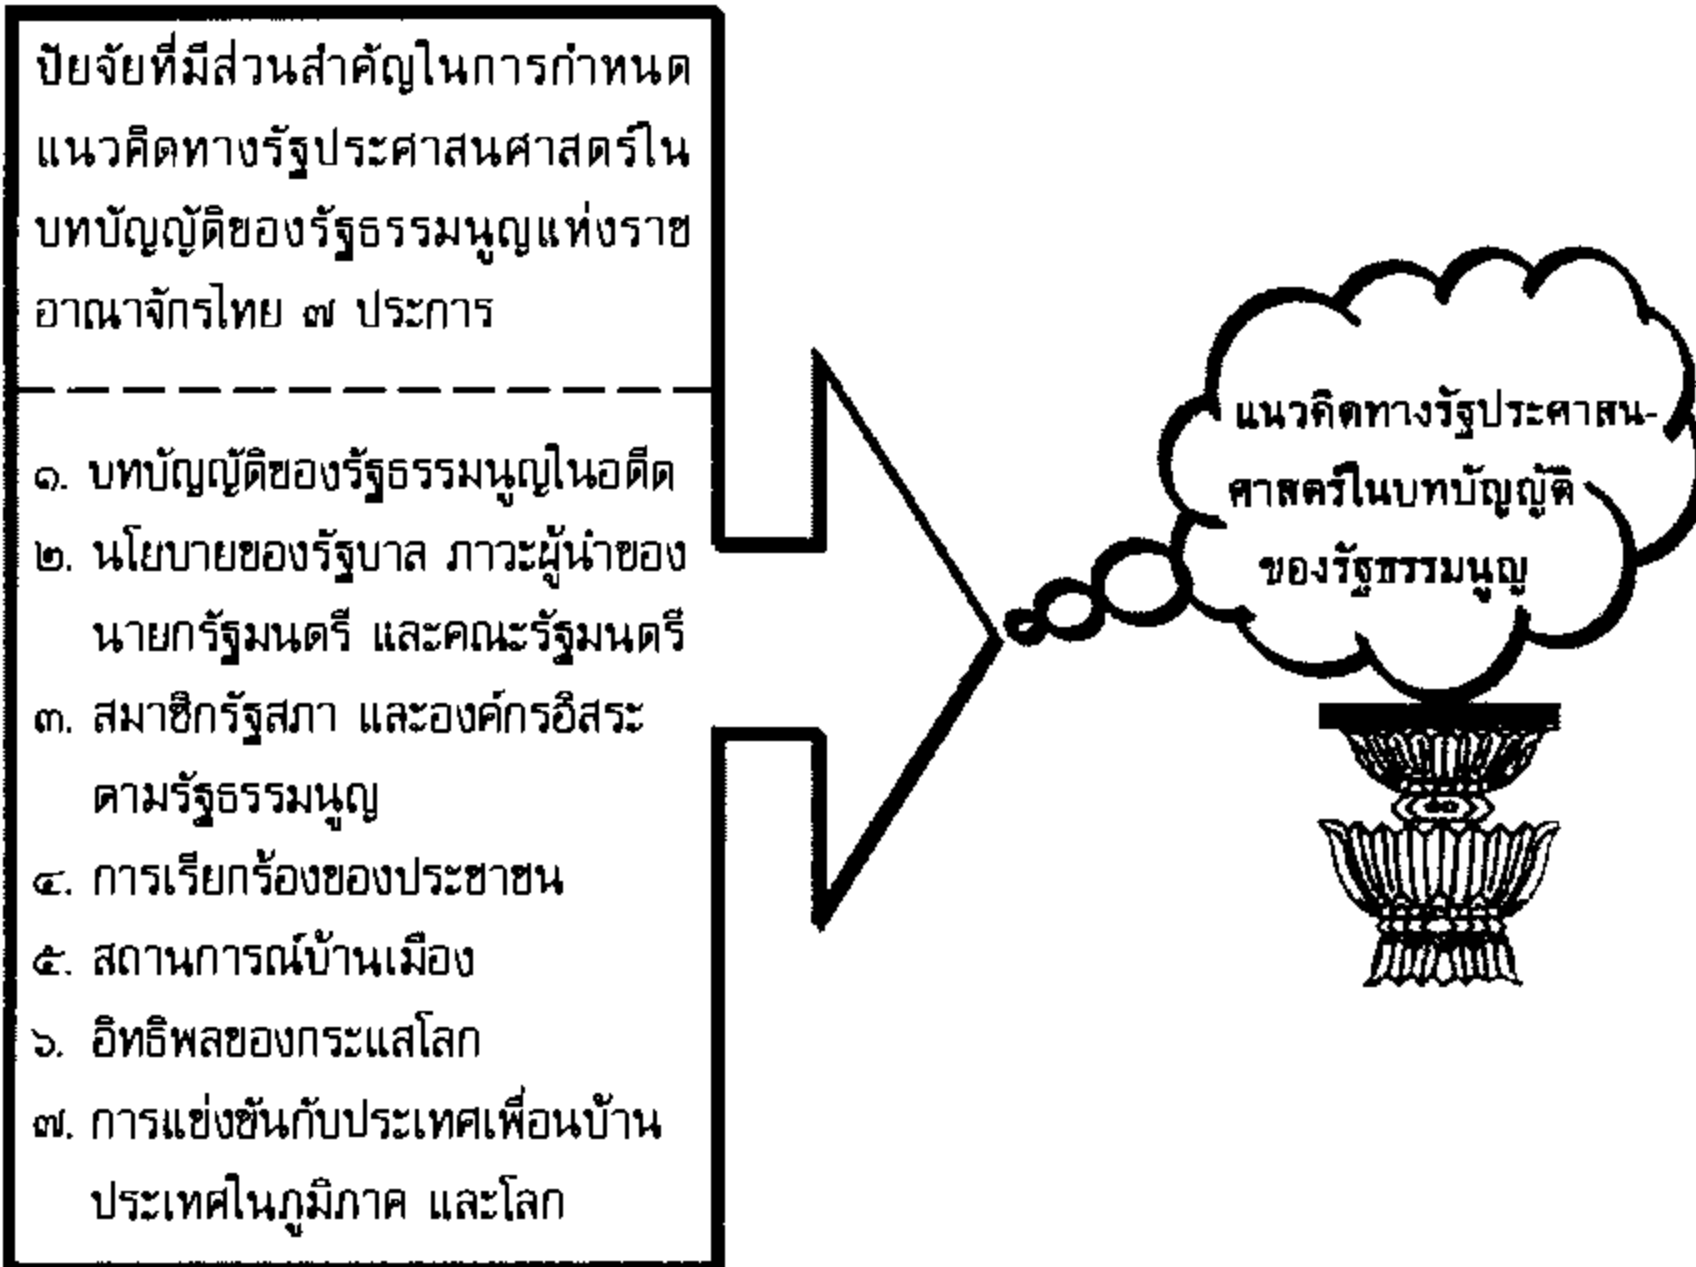 ปัยจัยที่มีส่วนสำคัญในการกำหนด
แนวคิดทางรัฐประศาสนศาสตร์ใน
บทบัญญัติของรัฐธรรมนูญแห่งราช
อาณาจักรไทย ๗ ประการ
๑. บทบัญญัติของรัฐธรรมนูญในอดีต
๒. นโยบายของรัฐบาล ภาวะผู้นำของ
นายกรัฐมนตรี และคณะรัฐมนตรี
๓. สมาชิกรัฐสภา และองค์กรอิสระ
ตามรัฐธรรมนูญ
๔. การเรียกร้องของประชาชน
๕. สถานการณ์บ้านเมือง
๖. อิทธิพลของกระแสโลก
๗. การแข่งขันกับประเทศเพื่อนบ้าน
ประเทศในภูมิภาค และโลก
แนวคิดทางรัฐประศาสน-
ศาสตร์ในบทบัญญัติ
ของรัฐธรรมนูญ